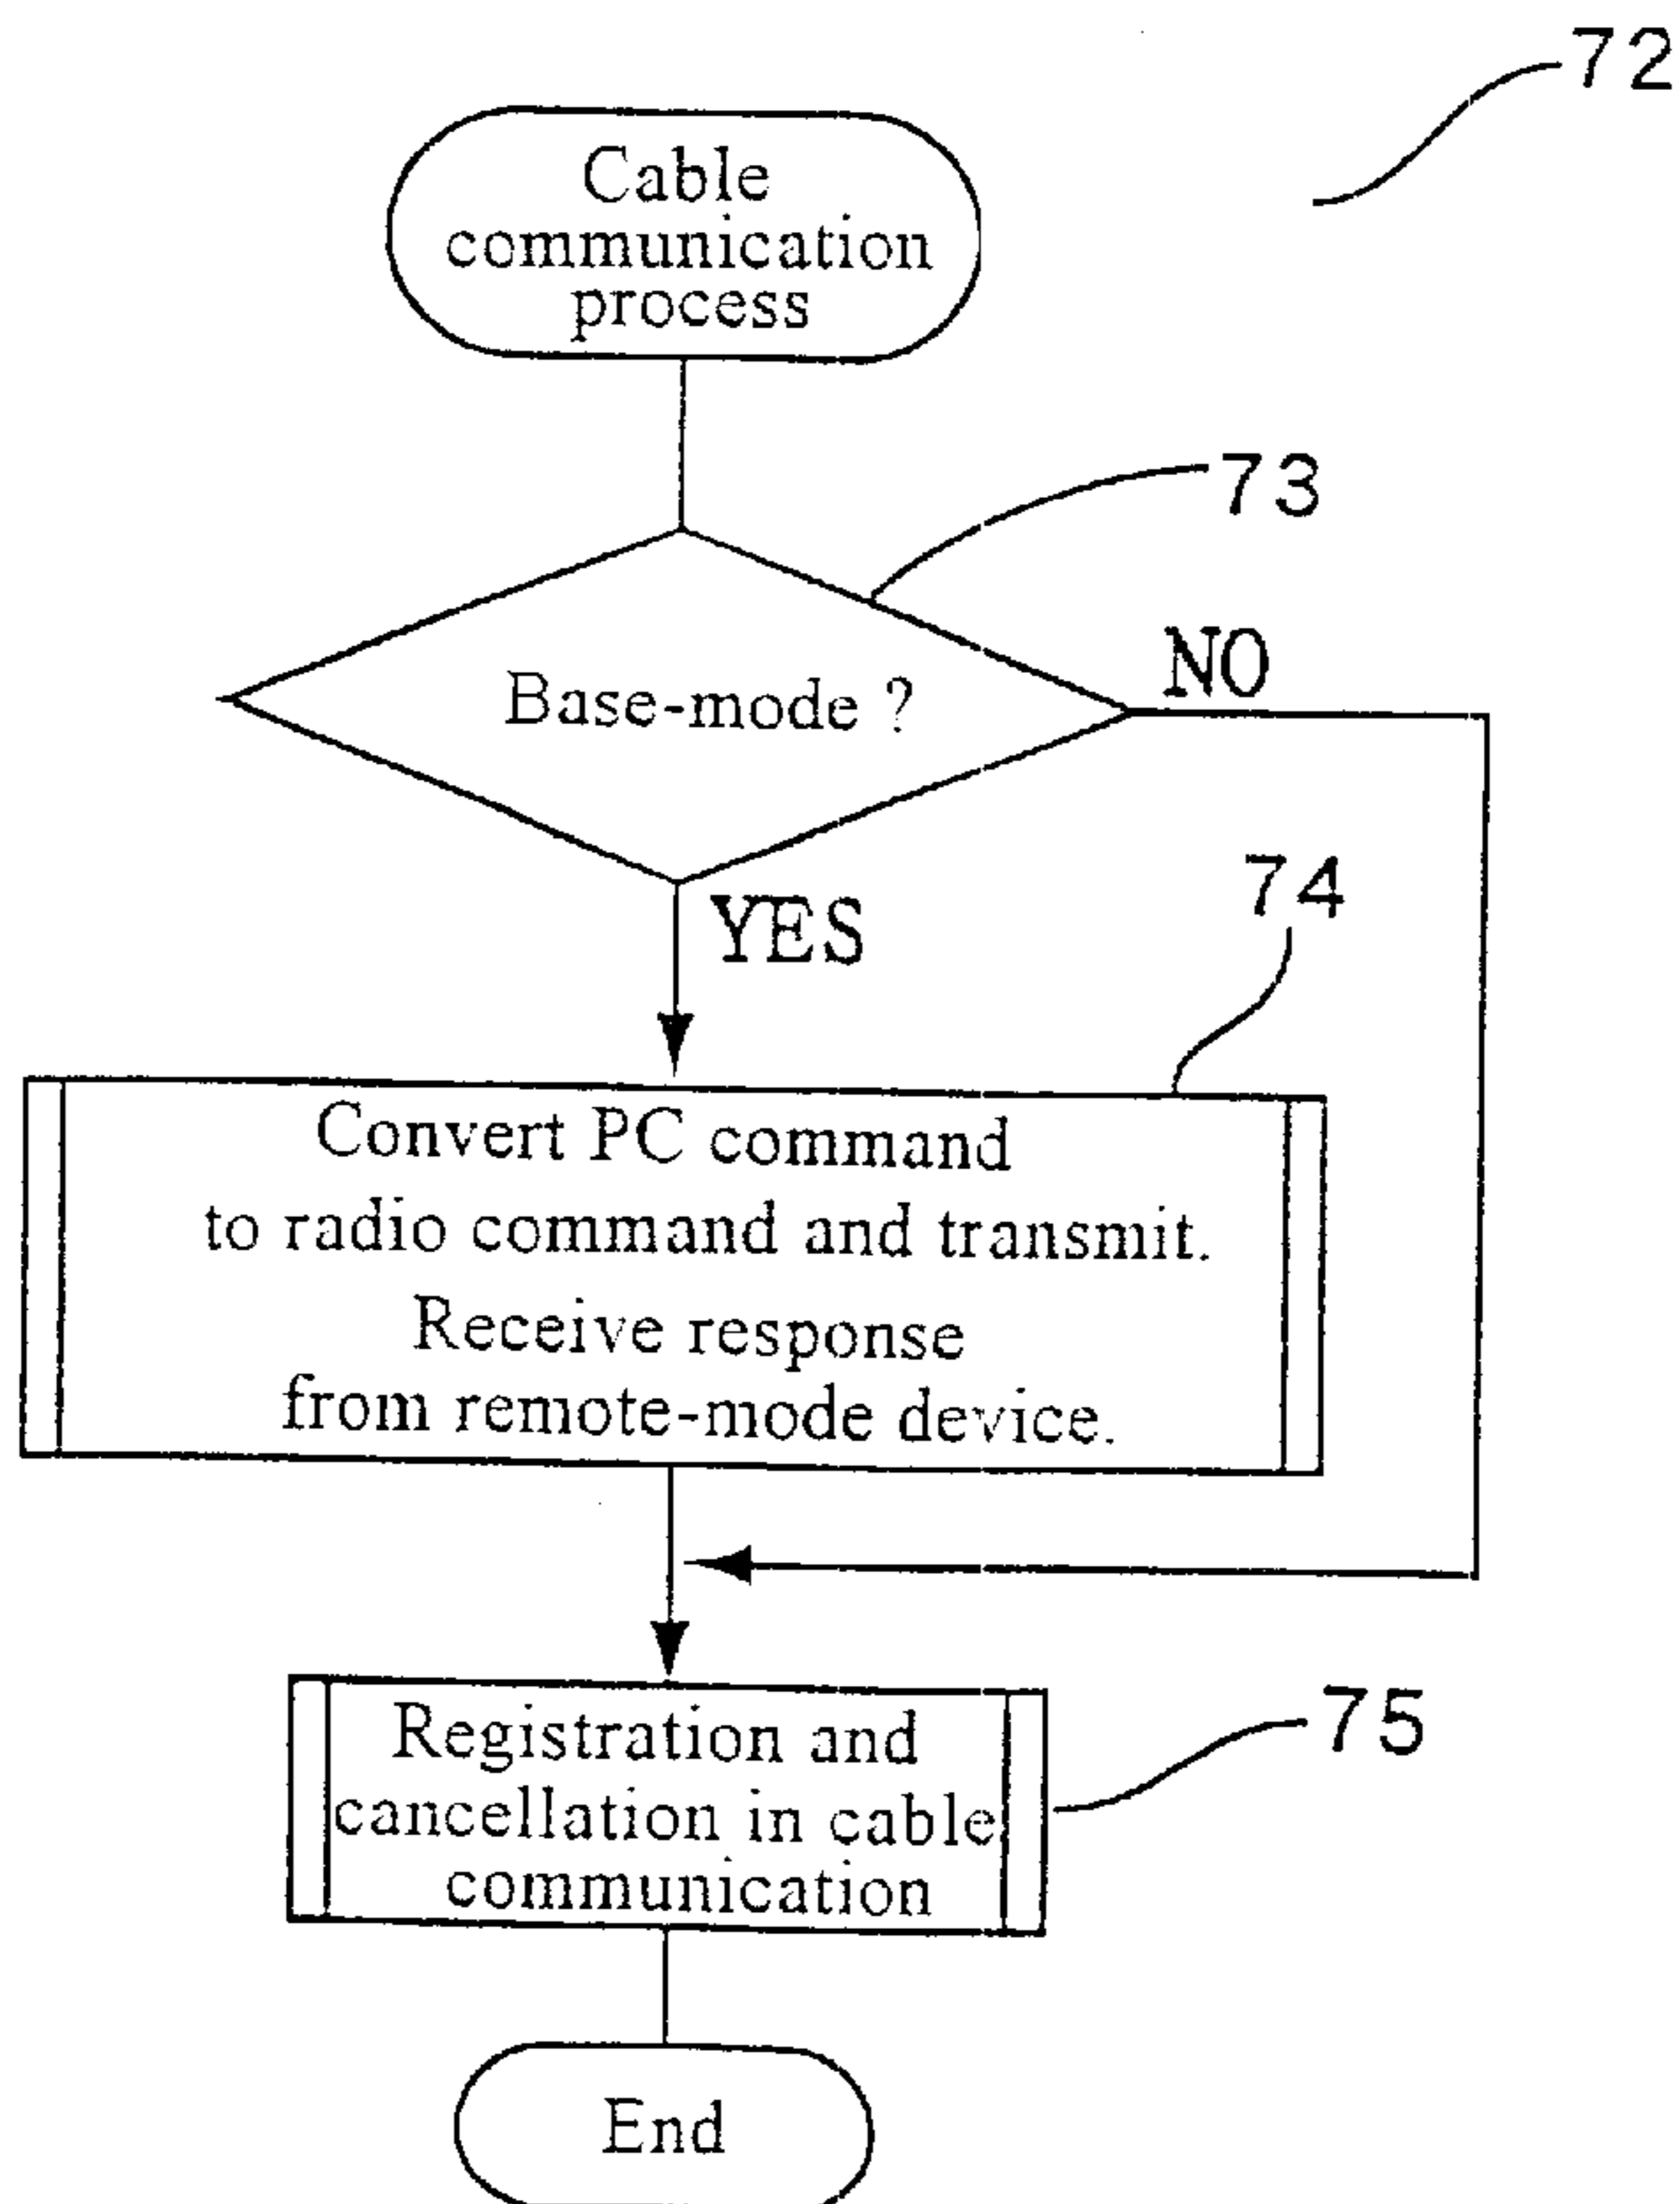 72
Cable
communication
process
73
Base-mode ?
NO
YES
74
Convert PC command
to radio command and transmit.
Receive response
from remote-mode device.
Registration and
cancellation in cable
communication
75
End